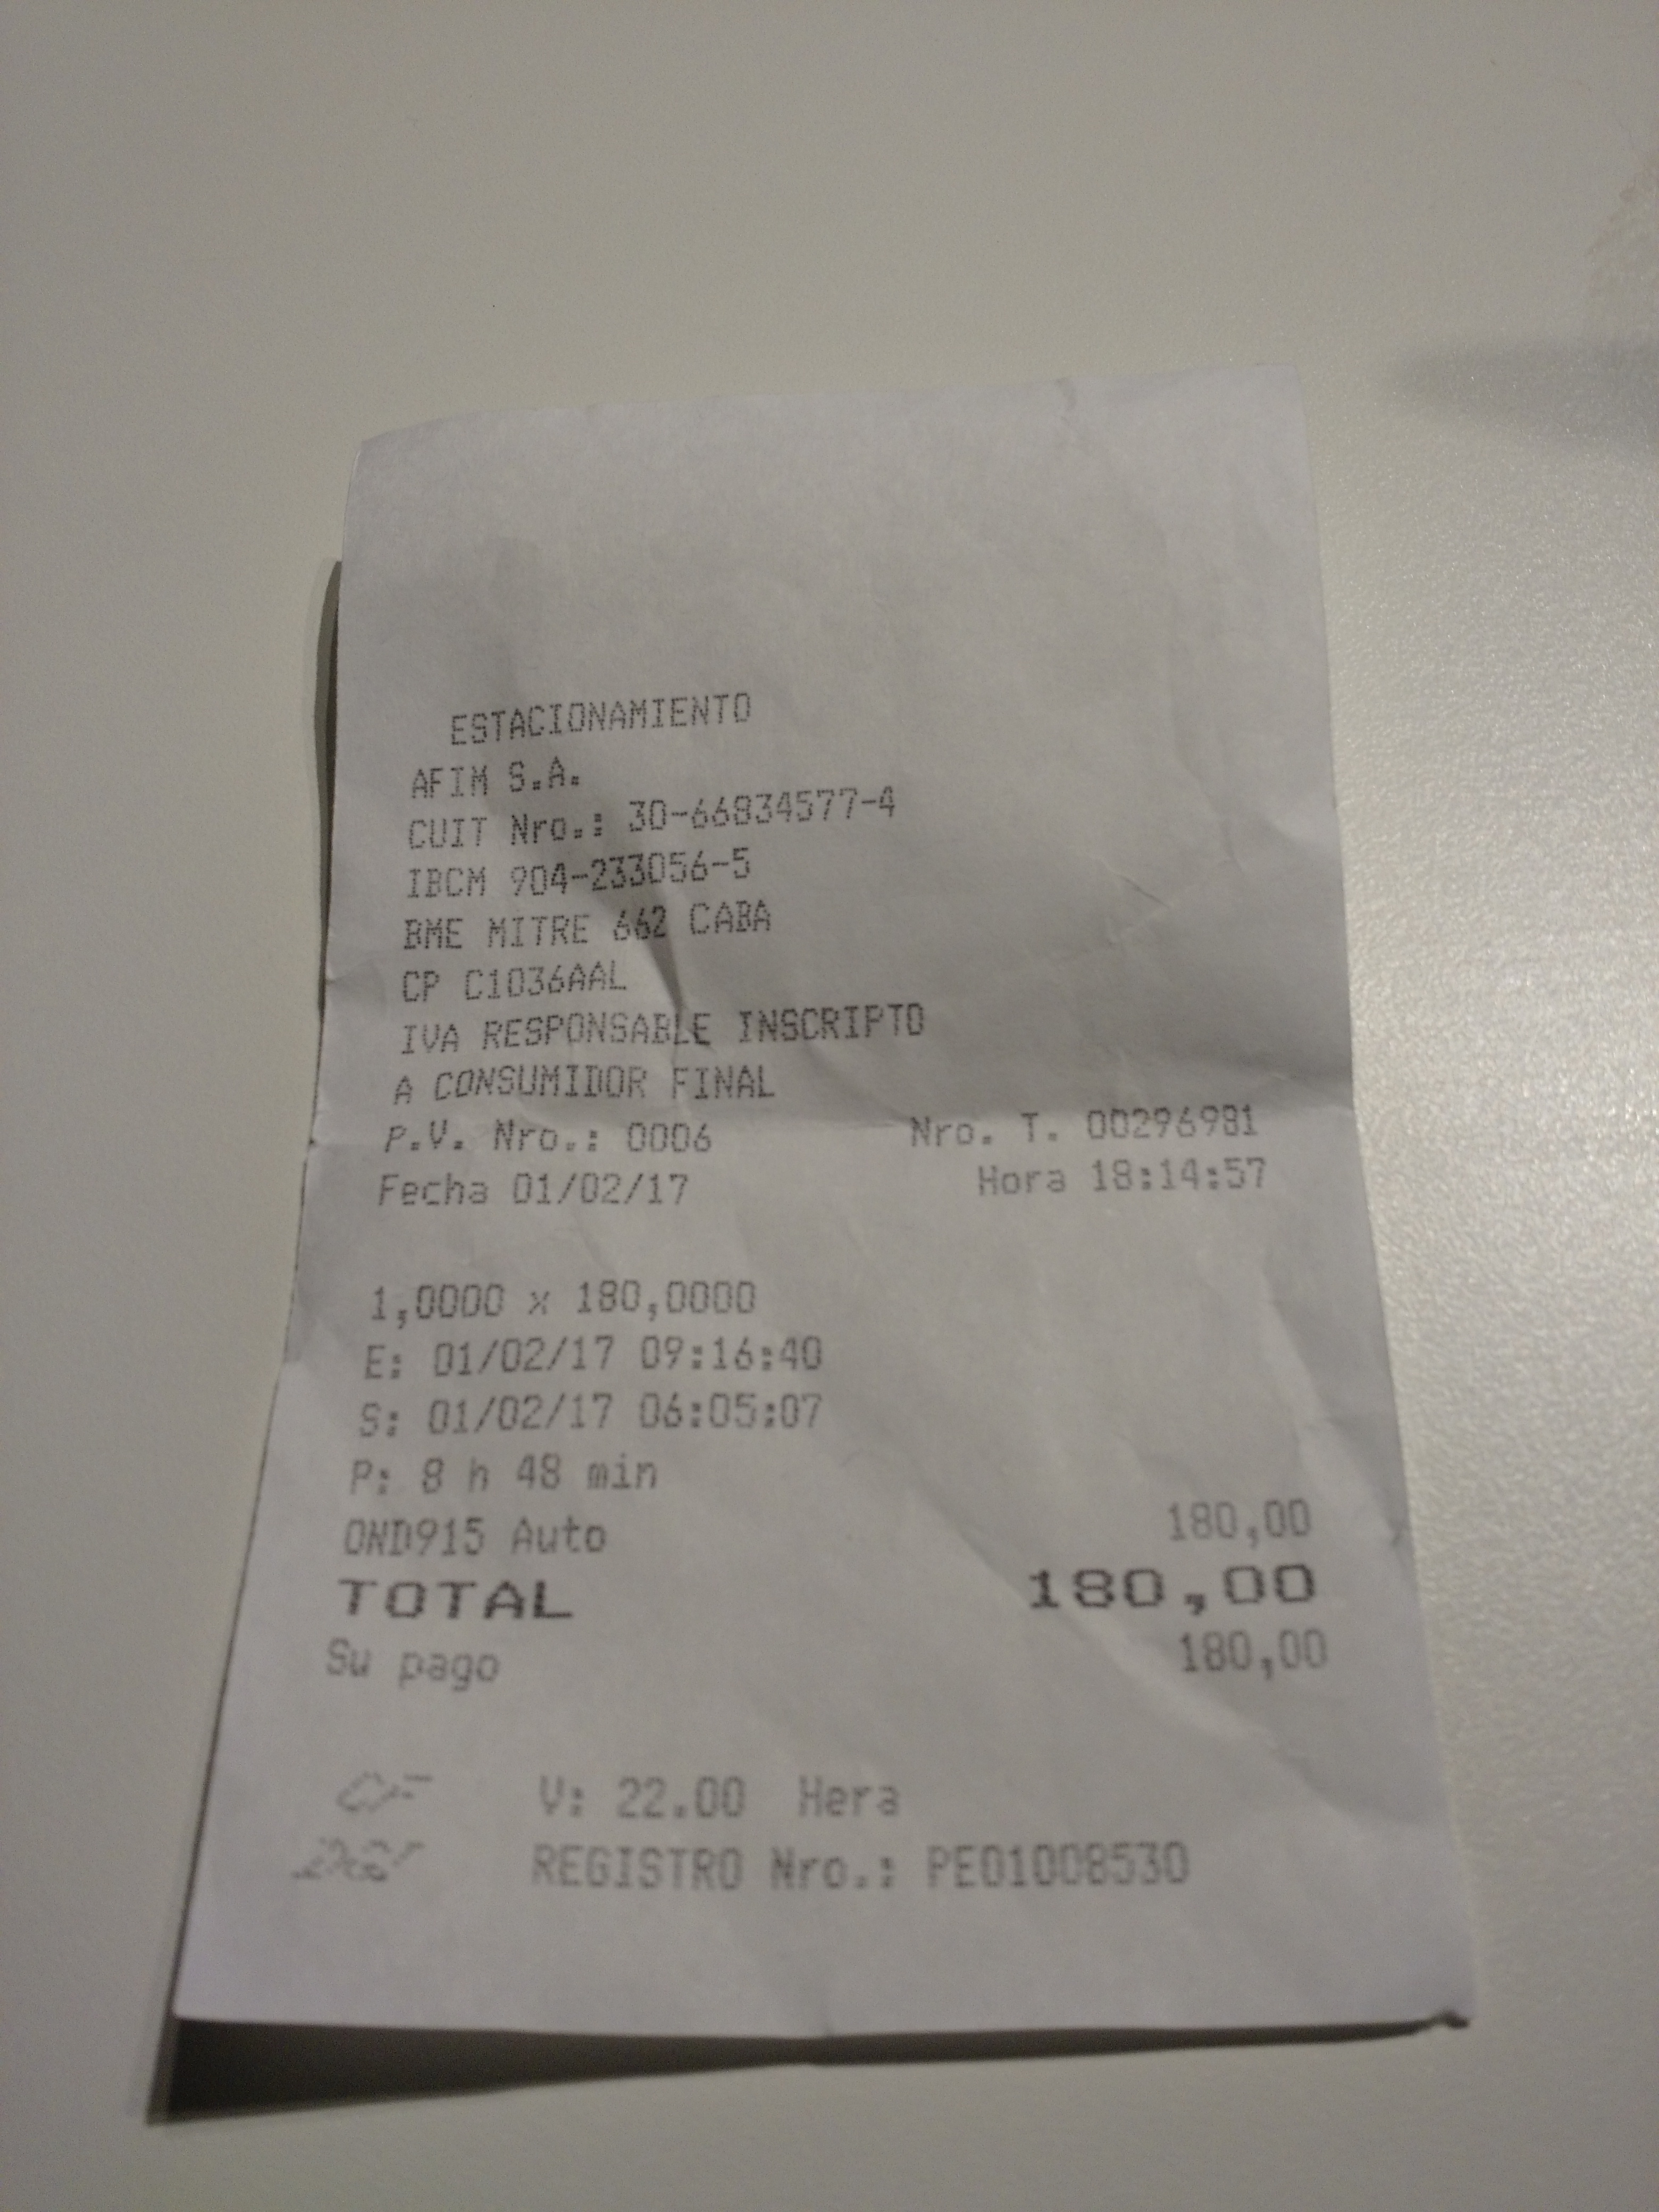 ESTACIONAMIENTO
AFIM S.A.
CUIT Nro.: 30-66834577-4
IBCM 904-233056-5
BME MITRE 662 CABA
CP C1036AAL
IVA RESPONSABLE INSCRIPTO
A CONSUMIDOR FINAL
P.V. Nro.: 0006 Nro. T. 00296981
Fecha 01/02/17 Hora 18:14:57
1,0000 x 180,0000
E: 01/02/17 09:16:40
S: 01/02/17 06:05:07
P: 8 h 48 min
OND915 Auto 180,00
TOTAL 180,00
Su pago 180,00
CF V: 22.00 Hera
DGI REGISTRO Nro.: PEO1008530